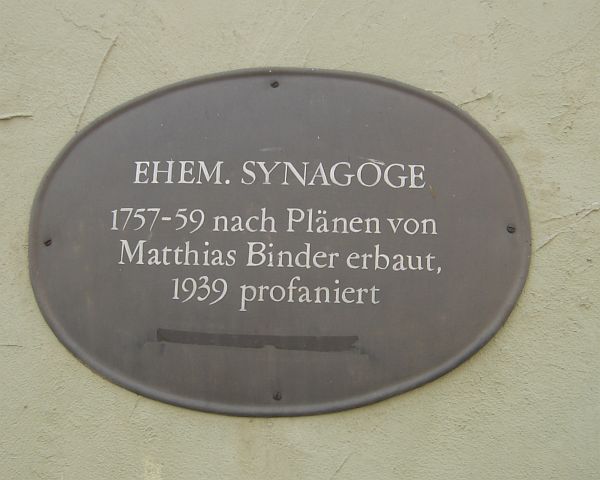 EHEM. SYNAGOGE
1757-59 nach Plänen von
Matthias Binder erbaut,
1939 profaniert